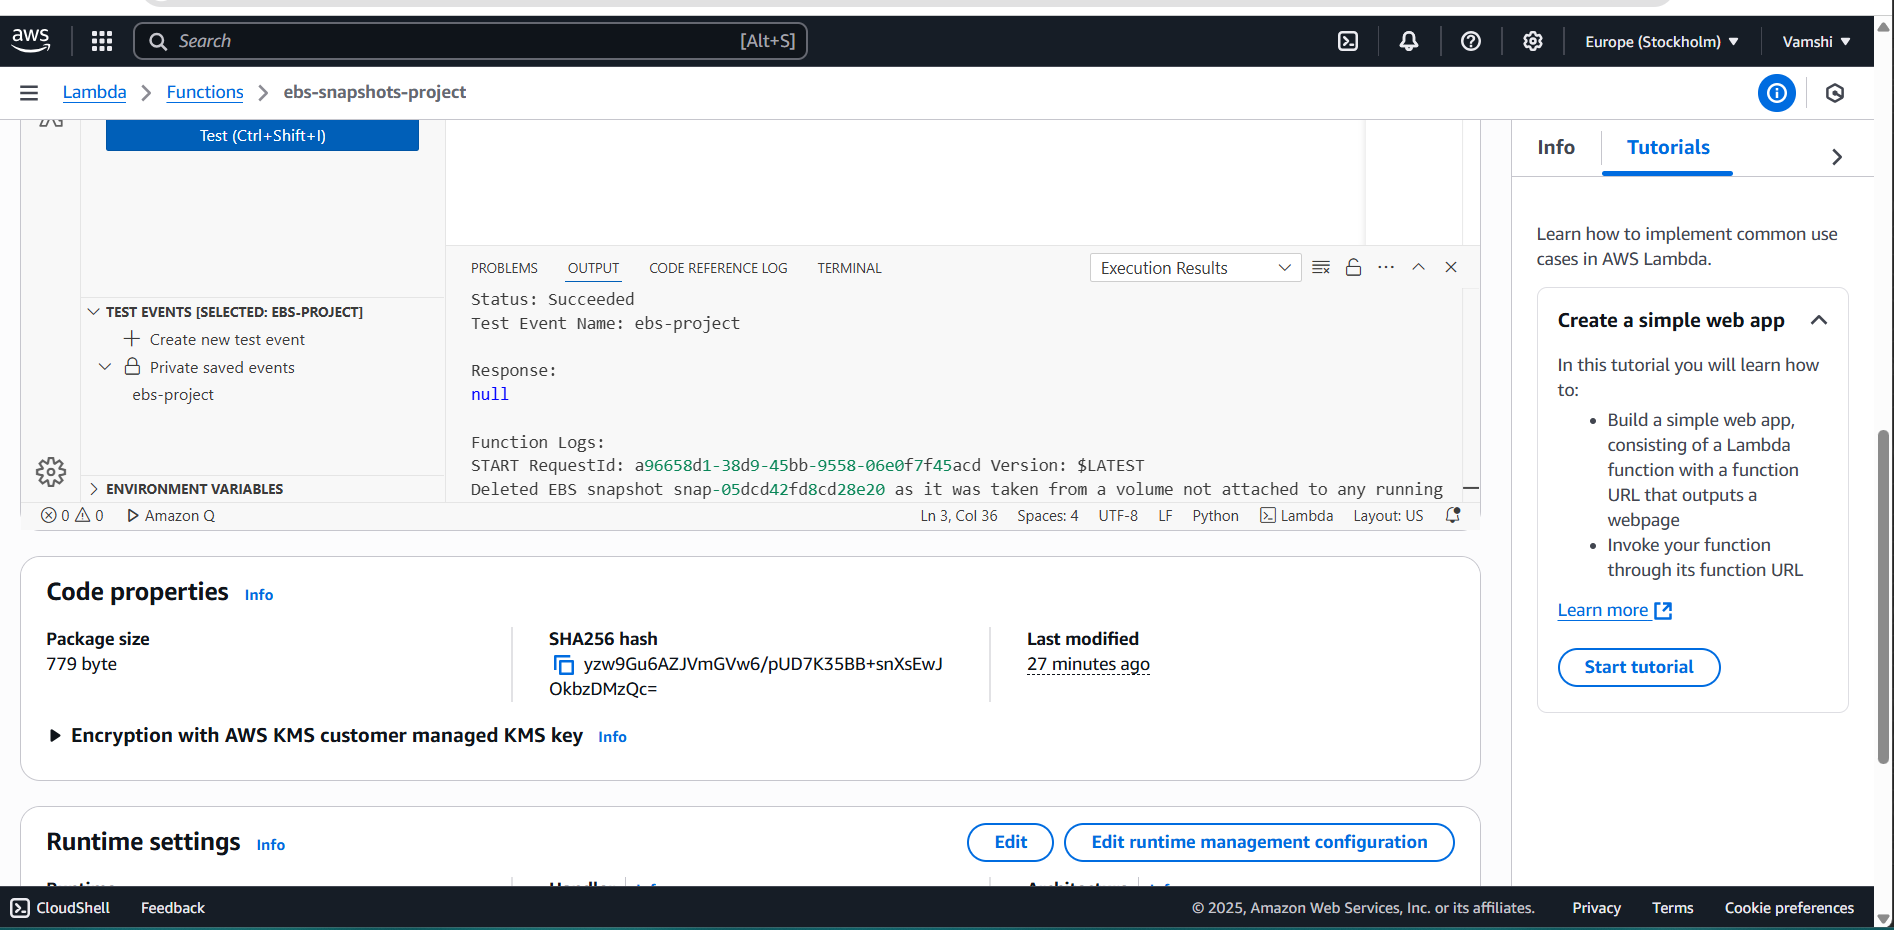 aws
Search
[Alt+S]
Europe (Stockholm)
Vamshi
Lambda
Functions
ebs-snapshots-project
Test (Ctrl+Shift+I)
TEST EVENTS [SELECTED: EBS-PROJECT]
Create new test event
Private saved events
ebs-project
ENVIRONMENT VARIABLES
PROBLEMS
OUTPUT
CODE REFERENCE LOG
TERMINAL
Execution Results
Status: Succeeded
Test Event Name: ebs-project
Response:
null
Function Logs:
START RequestId: a96658d1-38d9-45bb-9558-06e0f7f45acd Version: $LATEST
Deleted EBS snapshot snap-05dcd42fd8cd28e20 as it was taken from a volume not attached to any running
0
0
Amazon Q
Ln 3, Col 36
Spaces: 4
UTF-8
LF
Python
Lambda
Layout: US
Code properties
Info
Package size
779 byte
SHA256 hash
yzw9Gu6AZJVmGVw6/pUD7K35BB+snXsEwJ
OkbzDMzQc=
Last modified
27 minutes ago
Encryption with AWS KMS customer managed KMS key
Info
Runtime settings
Info
Edit
Edit runtime management configuration
Info
Tutorials
Learn how to implement common use
cases in AWS Lambda.
Create a simple web app
In this tutorial you will learn how
to:
Build a simple web app,
consisting of a Lambda
function with a function
URL that outputs a
webpage
Invoke your function
through its function URL
Learn more
Start tutorial
CloudShell
Feedback
© 2025, Amazon Web Services, Inc. or its affiliates.
Privacy
Terms
Cookie preferences